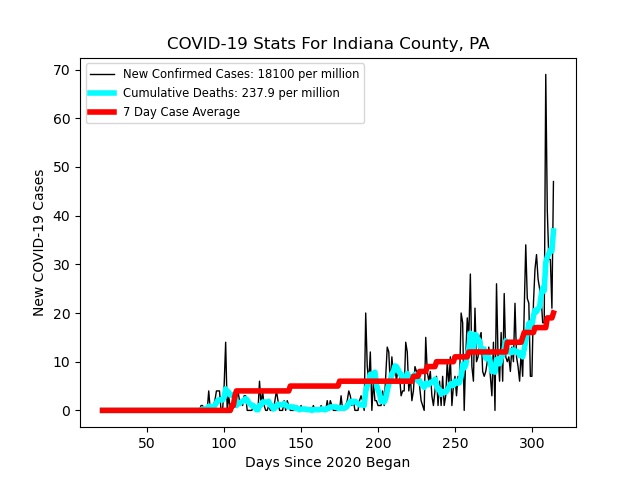 COVID-19 Stats For Indiana County, PA
New Confirmed Cases: 18100 per million
Cumulative Deaths: 237.9 per million
7 Day Case Average
70
60
50
40
30
20
10
0
New COVID-19 Cases
50 100 150 200 250 300
Days Since 2020 Began